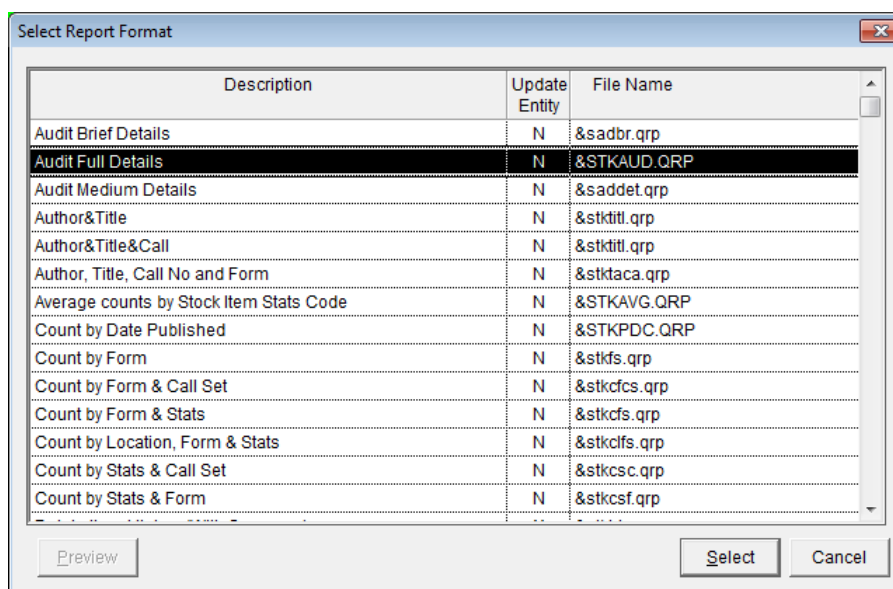 Select Report Format
Description Update Entity File Name
Audit Brief Details N &sadbr.qrp
Audit Full Details N &STKAUD.QRP
Audit Medium Details N &saddet.qrp
Author&Title N &stktitl.qrp
Author&Title&Call N &stktitl.qrp
Author, Title, Call No and Form N &stktaca.qrp
Average counts by Stock Item Stats Code N &STKAVG.QRP
Count by Date Published N &STKPDC.QRP
Count by Form N &stkfs.qrp
Count by Form & Call Set N &stkcfcs.qrp
Count by Form & Stats N &stkcfs.qrp
Count by Location, Form & Stats N &stkclfs.qrp
Count by Stats & Call Set N &stkcsc.qrp
Count by Stats & Form N &stkcsf.qrp
Preview Select Cancel